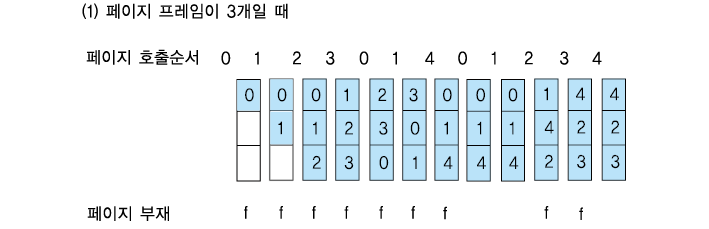 (1) 페이지 프레임이 3개일 때
페이지 호출순서 0 1 2 3 0 1 4 0 1 2 3 4
0 0 0 1 2 3 0 0 0 1 4 4
1 1 2 3 0 1 1 1 4 2 2
2 3 0 1 4 4 4 2 3 3
페이지 부재 f f f f f f f f f